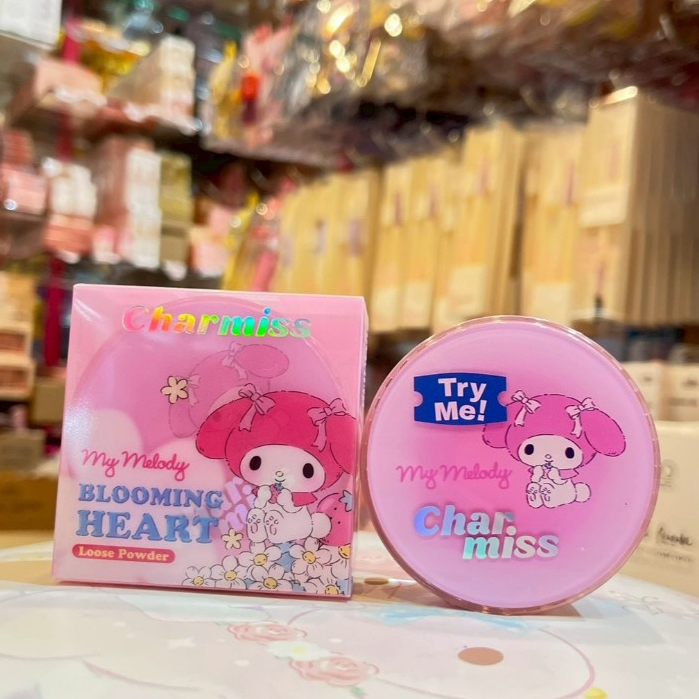 Charmiss
My Melody
BLOOMING
HEART
Loose Powder
Try
Me!
My Melody
Char
miss